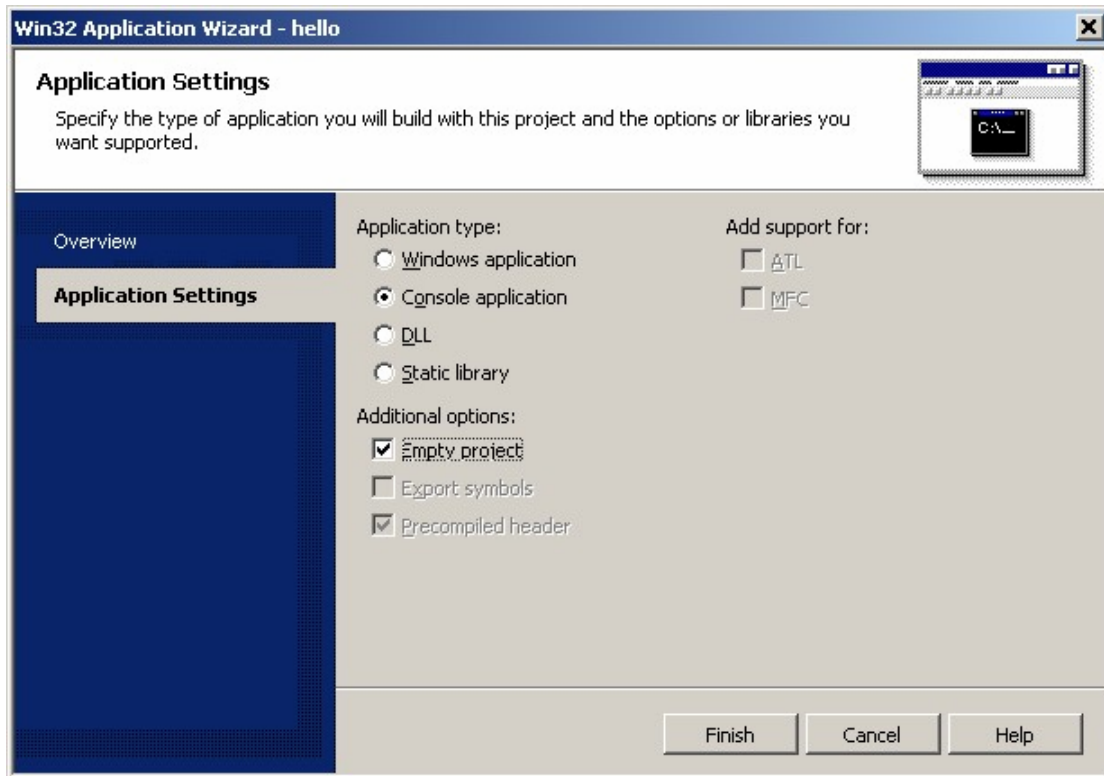 Win32 Application Wizard - hello
Application Settings
Specify the type of application you will build with this project and the options or libraries you
want supported.
C:\_
Overview
Application Settings
Application type:
Windows application
Console application
DLL
Static library
Additional options:
Empty project
Export symbols
Precompiled header
Add support for:
ATL
MFC
Finish
Cancel
Help